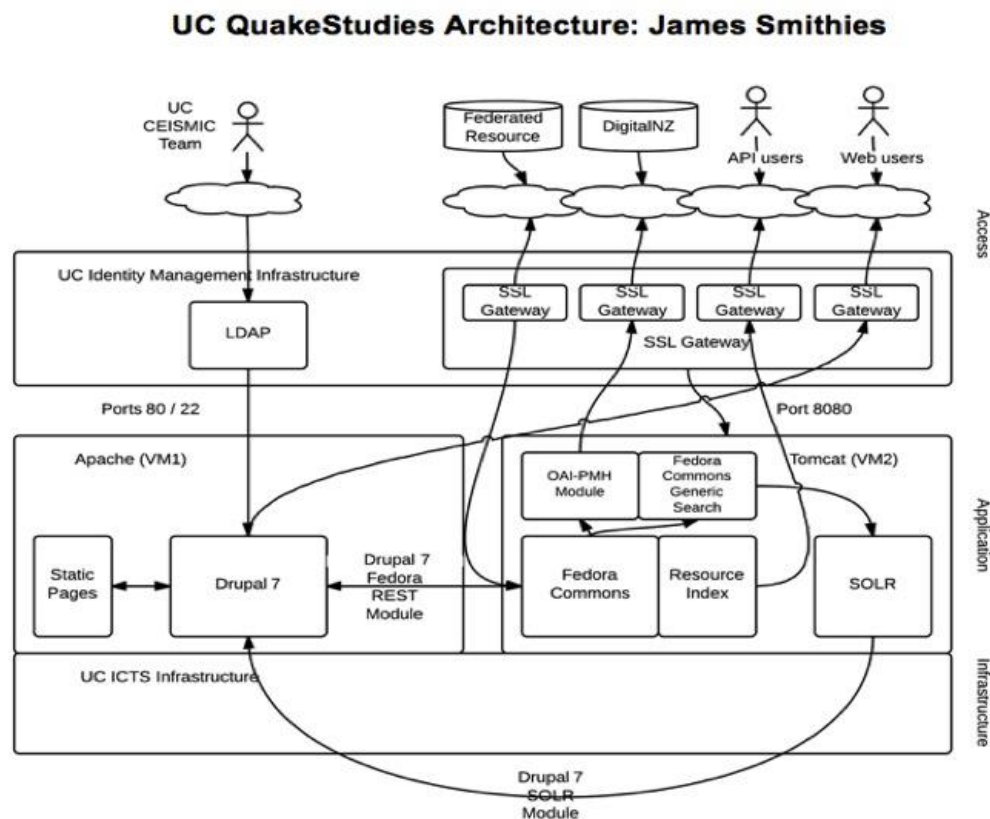 UC QuakeStudies Architecture: James Smithies
UC
CEISMIC
Team
Federated
Resource
DigitalNZ
API users
Web users
Access
UC Identity Management Infrastructure
LDAP
SSL
Gateway
SSL
Gateway
SSL
Gateway
SSL
Gateway
SSL Gateway
Ports 80 / 22
Port 8080
Apache (VM1)
Tomcat (VM2)
OAI-PMH
Module
Fedora
Commons
Generic
Search
Application
Static
Pages
Drupal 7
Drupal 7
Fedora
REST
Module
Fedora
Commons
Resource
Index
SOLR
UC ICTS Infrastructure
Infrastructure
Drupal 7
SOLR
Module